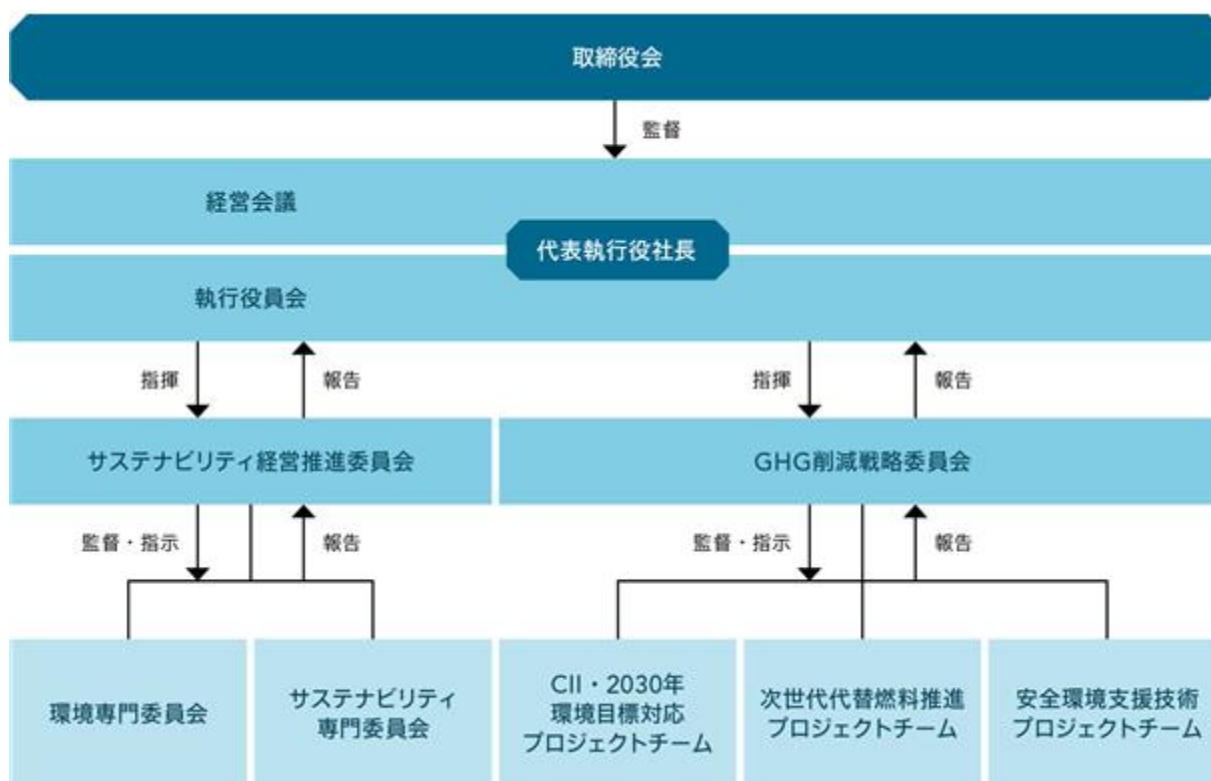 取締役会
監督
経営会議
代表執行役社長
執行役員会
指揮
報告
指揮
報告
サステナビリティ経営推進委員会
GHG削減戦略委員会
監督・指示
報告
監督・指示
報告
環境専門委員会
サステナビリティ
専門委員会
CII・2030年
環境目標対応
プロジェクトチーム
次世代代替燃料推進
プロジェクトチーム
安全環境支援技術
プロジェクトチーム